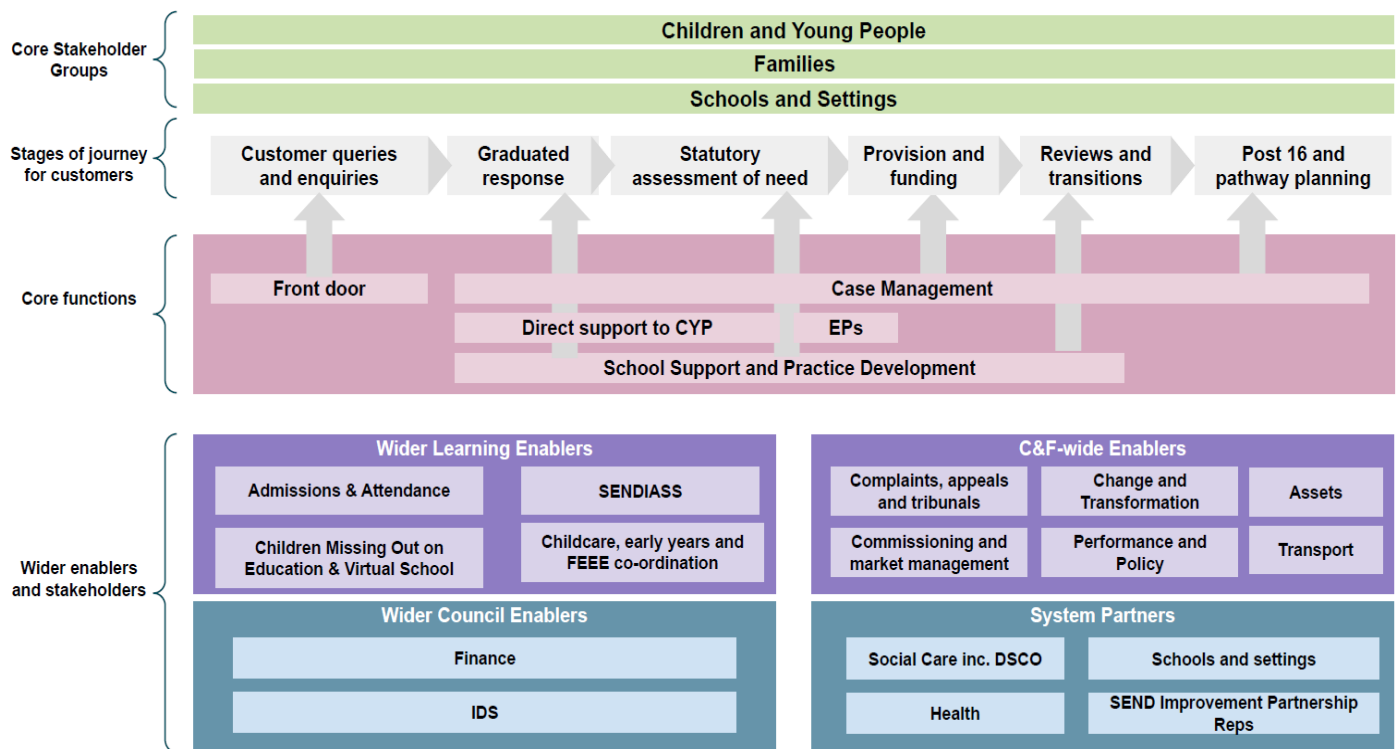 Core Stakeholder
Groups
Children and Young People
Families
Schools and Settings
Stages of journey
for customers
Customer queries
and enquiries
Graduated
response
Statutory
assessment of need
Provision and
funding
Reviews and
transitions
Post 16 and
pathway planning
Core functions
Front door
Case Management
Direct support to CYP
EPs
School Support and Practice Development
Wider enablers
and stakeholders
Wider Learning Enablers
Admissions & Attendance
SENDIASS
Children Missing Out on
Education & Virtual School
Childcare, early years and
FEEE co-ordination
C&F-wide Enablers
Complaints, appeals
and tribunals
Change and
Transformation
Assets
Commissioning and
market management
Performance and
Policy
Transport
Wider Council Enablers
Finance
IDS
System Partners
Social Care inc. DSCO
Schools and settings
Health
SEND Improvement Partnership
Reps